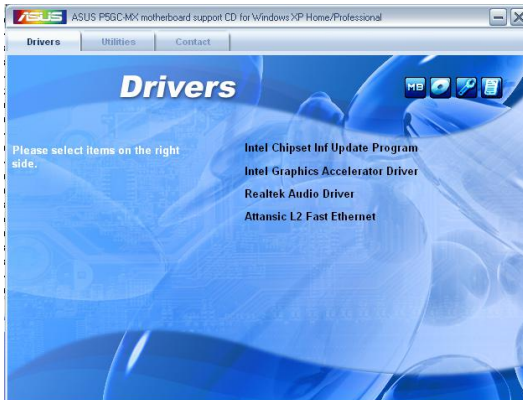 ASUS ASUS P5GC-MX motherboard support CD for Windows XP Home/Professional
Drivers Utilities Contact
Drivers
MB
Please select items on the right
side.
Intel Chipset Inf Update Program
Intel Graphics Accelerator Driver
Realtek Audio Driver
Attansic L2 Fast Ethernet